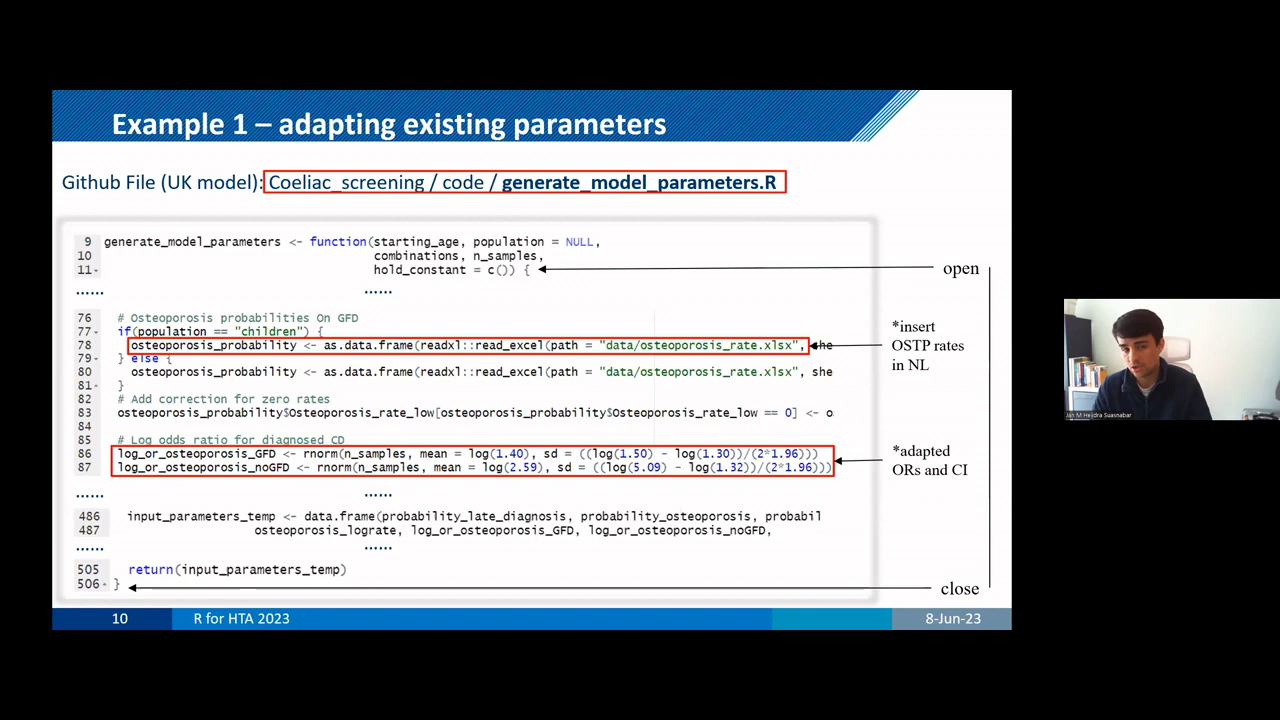 Example 1 – adapting existing parameters
Github File (UK model): Coeliac_screening / code / generate_model_parameters.R
9 generate_model_parameters <- function(starting_age, population = NULL,
10 combinations, n_samples,
11 hold_constant = c()) {
open
...... ......
76 # Osteoporosis probabilities On GFD
77 if(population == "children") {
78 osteoporosis_probability <- as.data.frame(readxl::read_excel(path = "data/osteoporosis_rate.xlsx", she
79 } else {
80 osteoporosis_probability <- as.data.frame(readxl::read_excel(path = "data/osteoporosis_rate.xlsx", she
81 }
*insert
OSTP rates
in NL
82 # Add correction for zero rates
83 osteoporosis_probability$Osteoporosis_rate_low[osteoporosis_probability$Osteoporosis_rate_low == 0] <- o
84
85 # Log odds ratio for diagnosed CD
86 log_or_osteoporosis_GFD <- rnorm(n_samples, mean = log(1.40), sd = ((log(1.50) - log(1.30))/(2*1.96)))
87 log_or_osteoporosis_noGFD <- rnorm(n_samples, mean = log(2.59), sd = ((log(5.09) - log(1.32))/(2*1.96)))
*adapted
ORs and CI
...... ......
486 input_parameters_temp <- data.frame(probability_late_diagnosis, probability_osteoporosis, probabil
487 osteoporosis_lograte, log_or_osteoporosis_GFD, log_or_osteoporosis_noGFD,
...... ......
505 return(input_parameters_temp)
506 }
close
10 R for HTA 2023 8-Jun-23
Jan M Heijdra Suasnabar